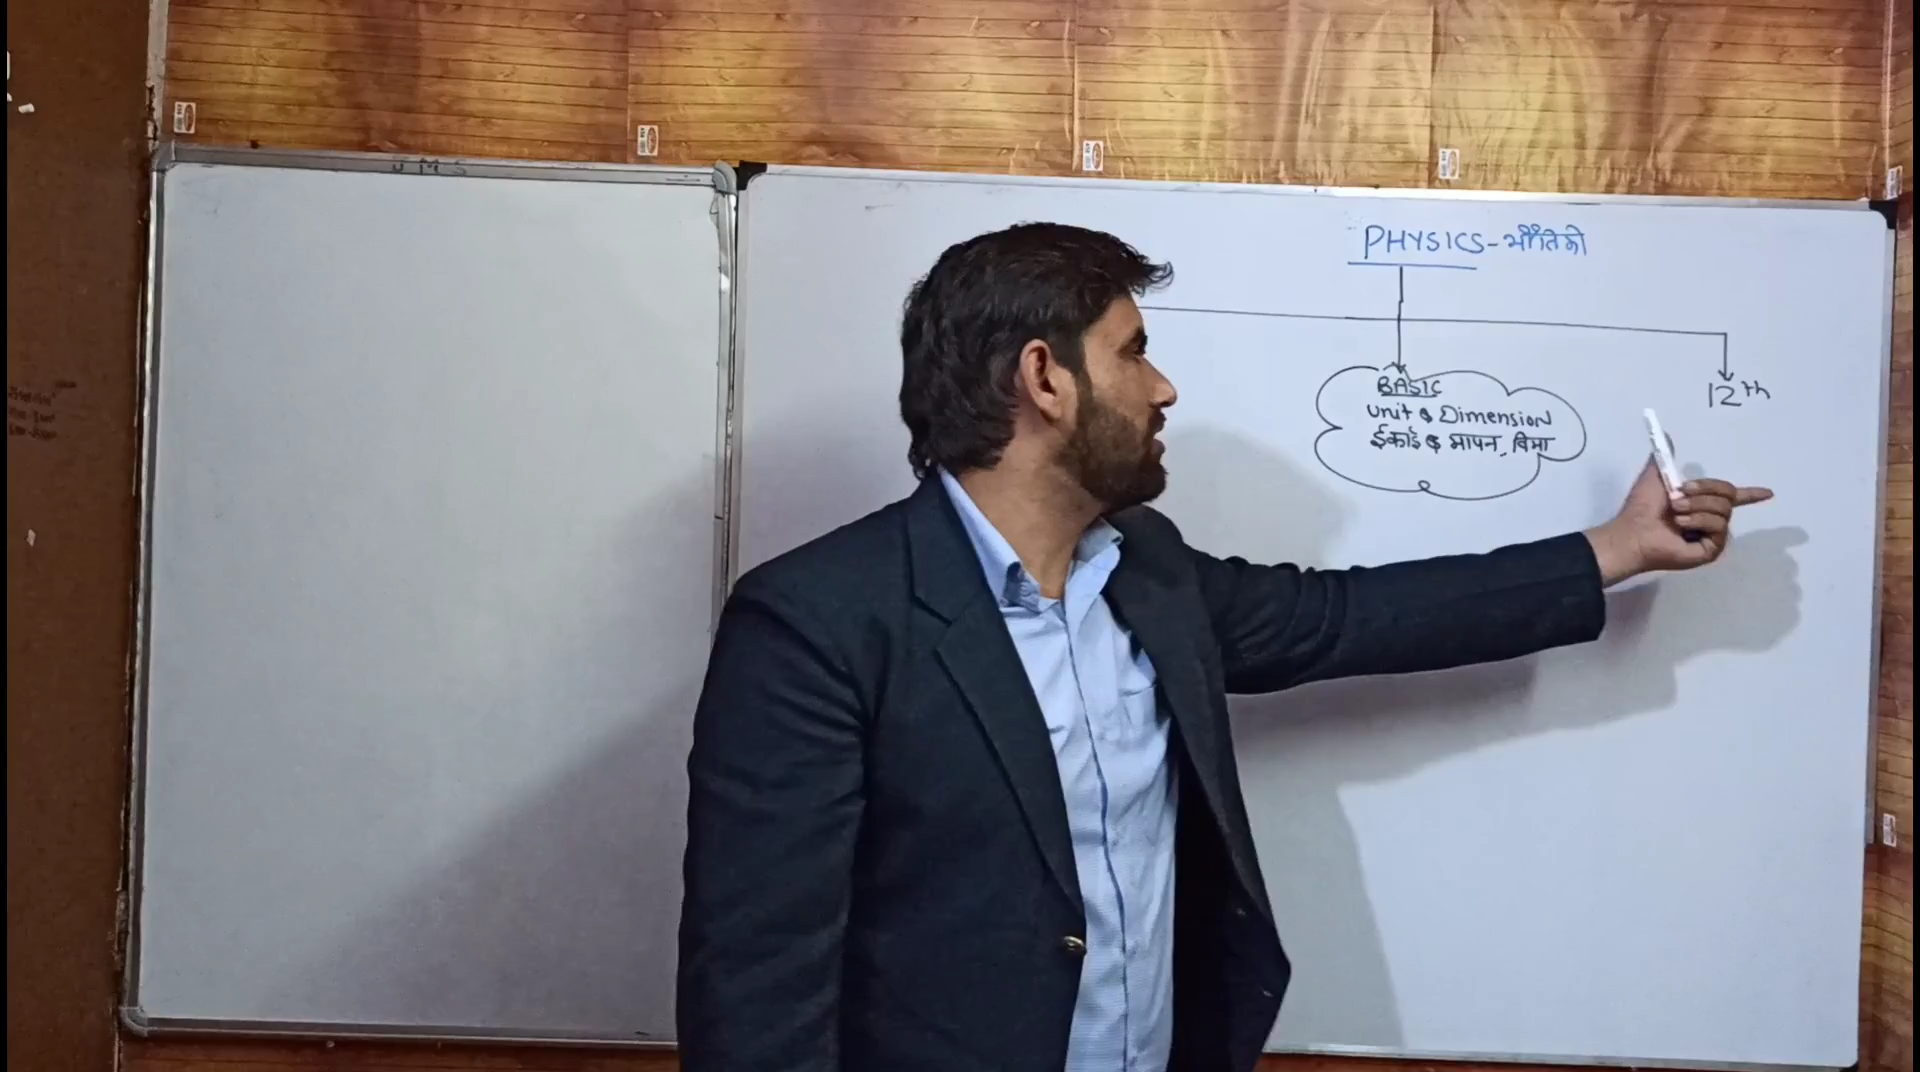 PHYSICS - भौतिकी
BASIC
Unit & Dimension
ईकाई & मापन, विमा
12th